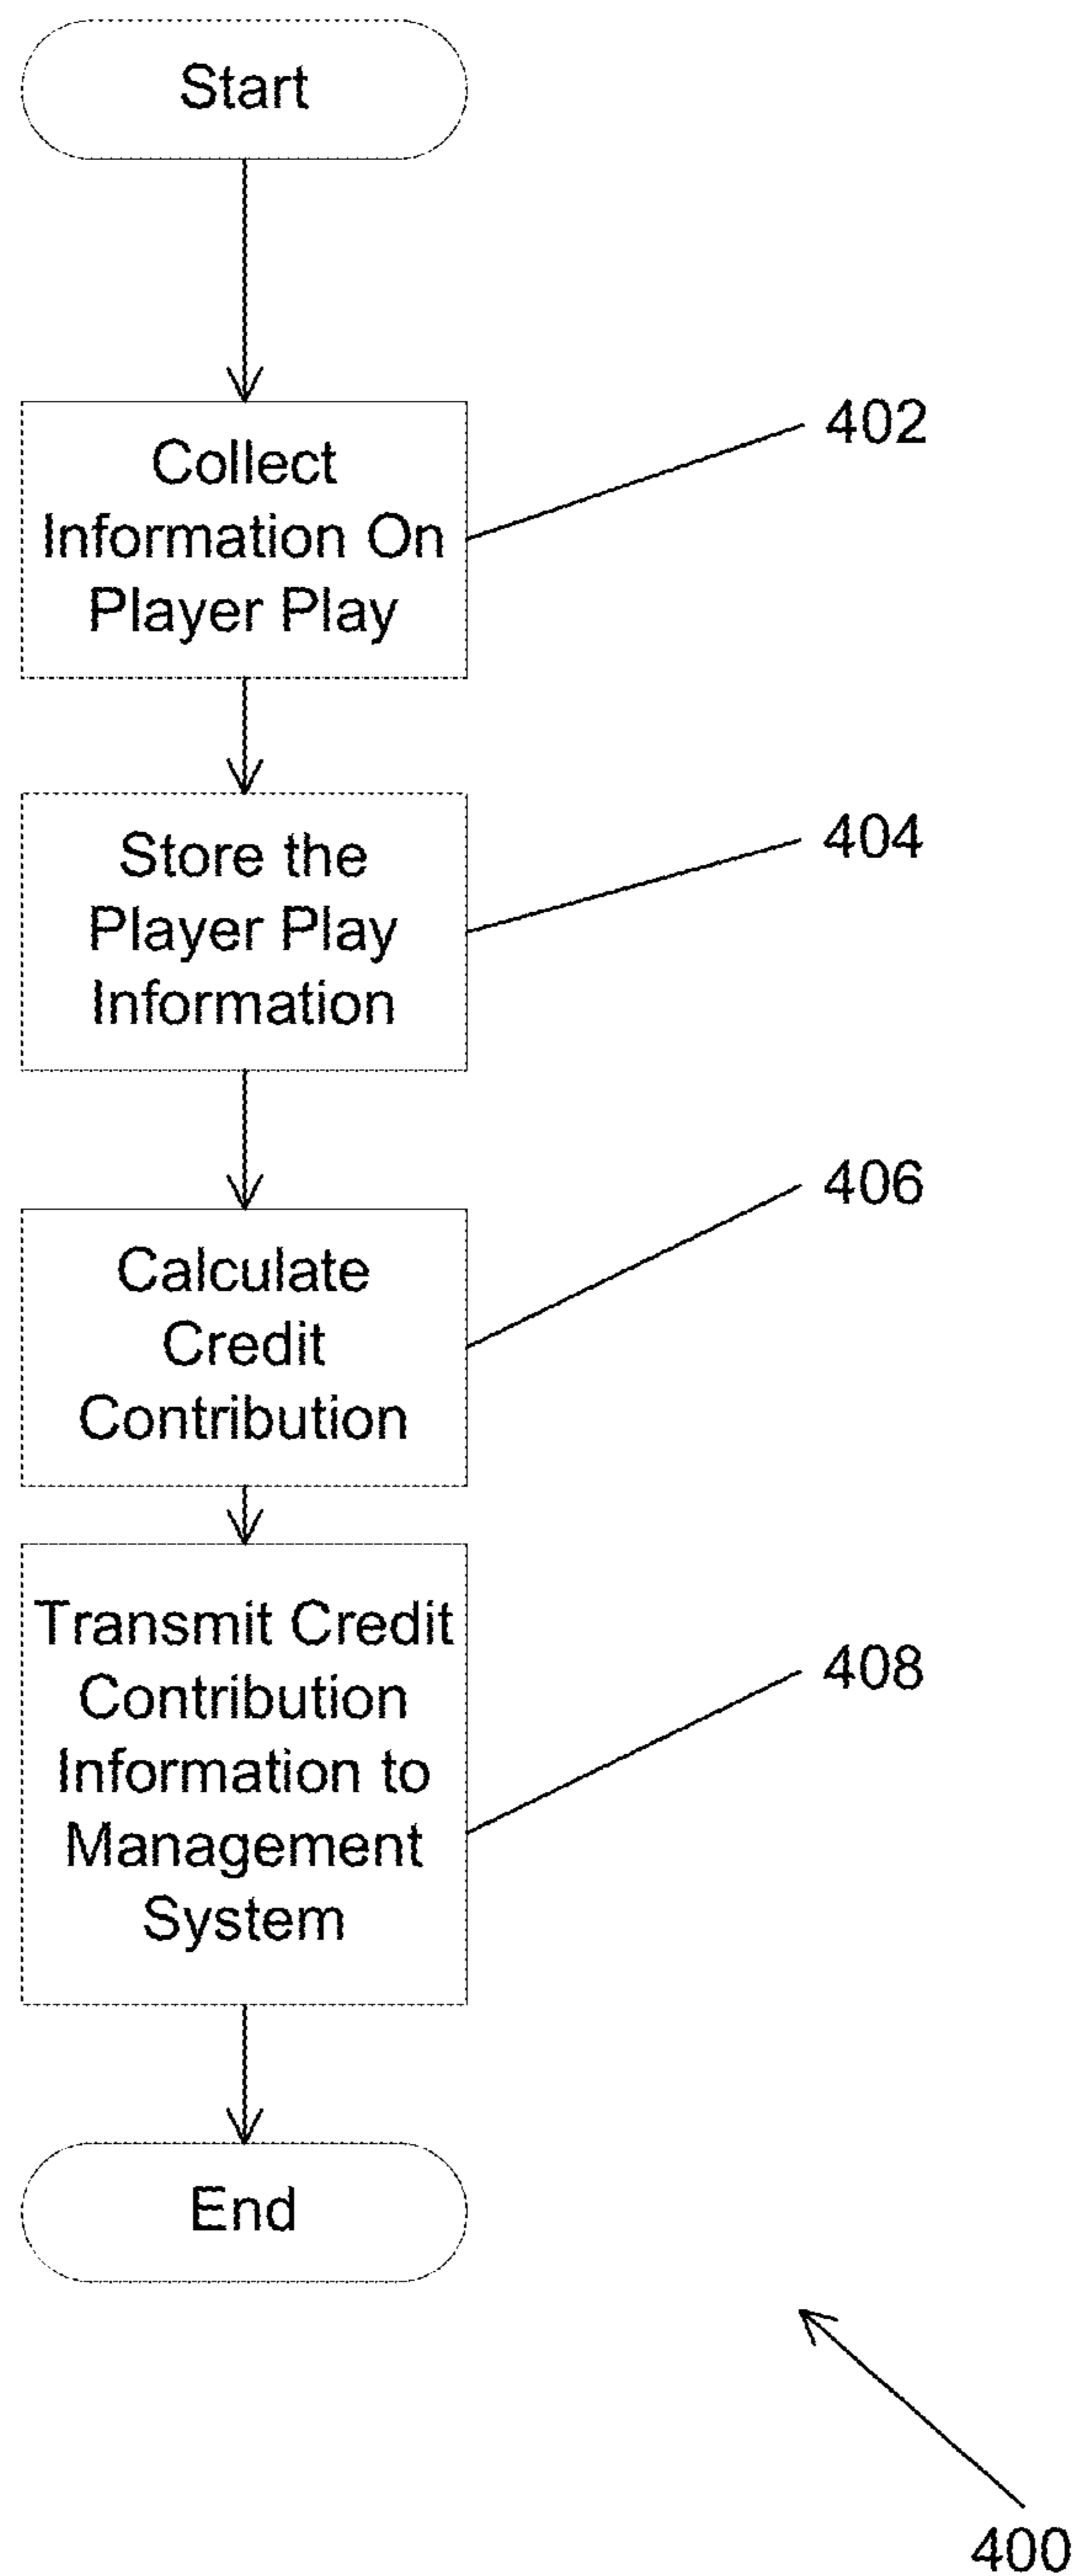 Start
Collect
Information On
Player Play
402
Store the
Player Play
Information
404
Calculate
Credit
Contribution
406
Transmit Credit
Contribution
Information to
Management
System
408
End
400